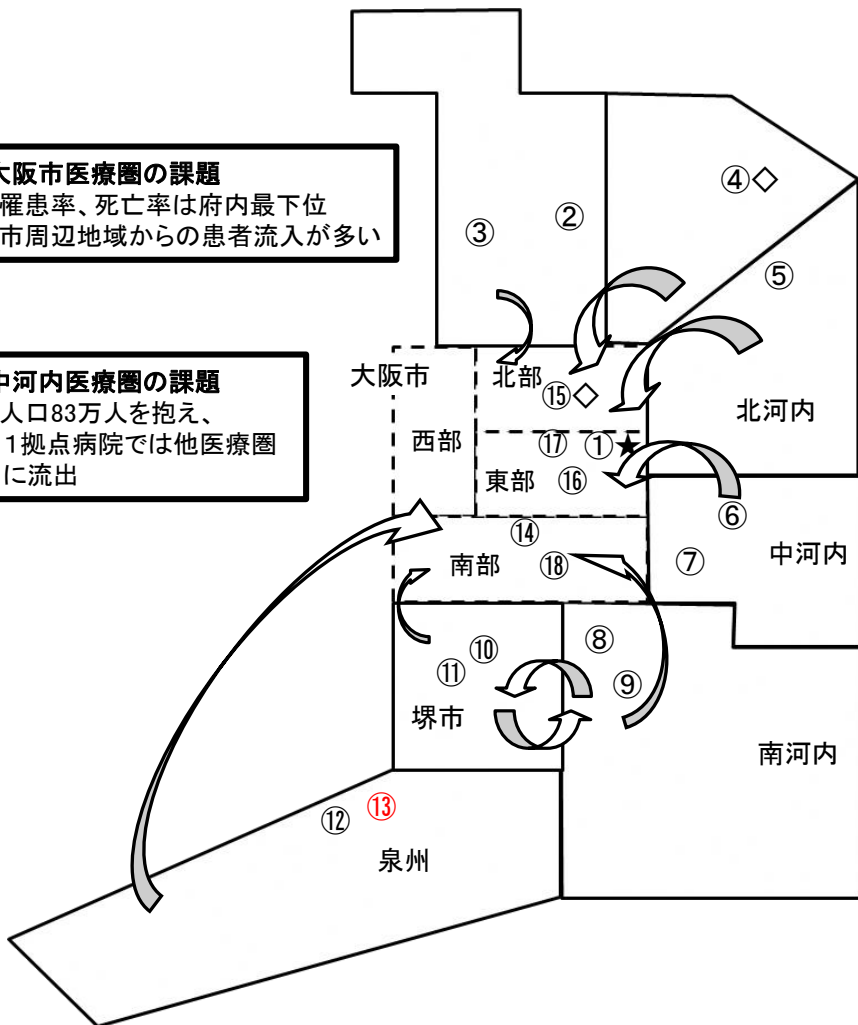 大阪市医療圏の課題
罹患率、死亡率は府内最下位
市周辺地域からの患者流入が多い
④◇
③
②
⑤
中河内医療圏の課題
人口83万人を抱え、
1拠点病院では他医療圏
に流出
大阪市
北部
⑮◇
北河内
西部
⑰
①★
東部
⑯
⑥
⑭
南部
⑱
⑦
中河内
⑧
⑩
⑪
⑨
堺市
南河内
⑫
⑬
泉州